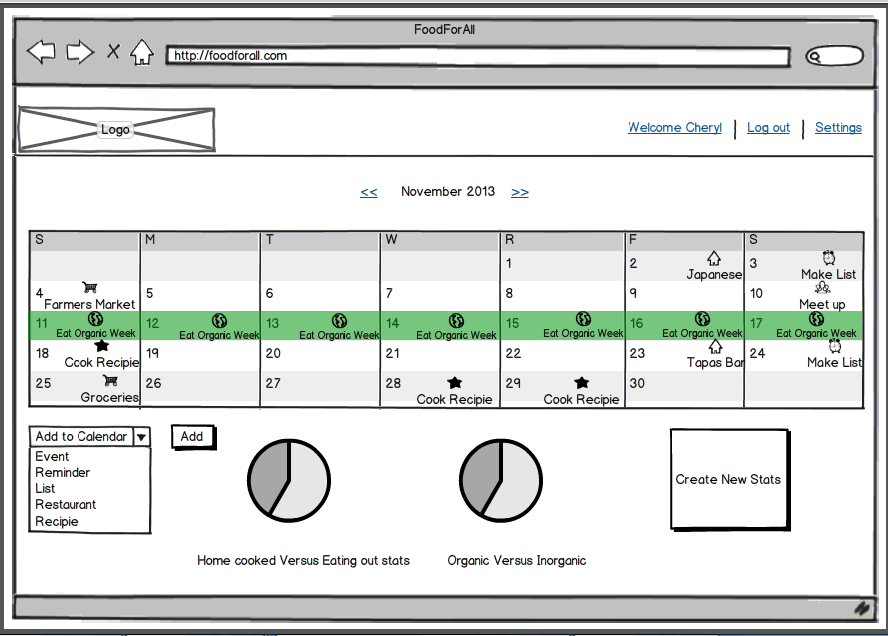 FoodForAll
http://foodforall.com
Logo
Welcome Cheryl | Log out | Settings
<< November 2013 >>
S M T W R F S
1 2 3
Japanese Make List
4 5 6 7 8 9 10
Farmers Market Meet up
11 12 13 14 15 16 17
Eat Organic Week Eat Organic Week Eat Organic Week Eat Organic Week Eat Organic Week Eat Organic Week Eat Organic Week
18 19 20 21 22 23 24
Cook Recipie Tapas Bar Make List
25 26 27 28 29 30
Groceries Cook Recipie Cook Recipie
Add to Calendar Add
Event
Reminder
List
Restaurant
Recipie
Create New Stats
Home cooked Versus Eating out stats Organic Versus Inorganic